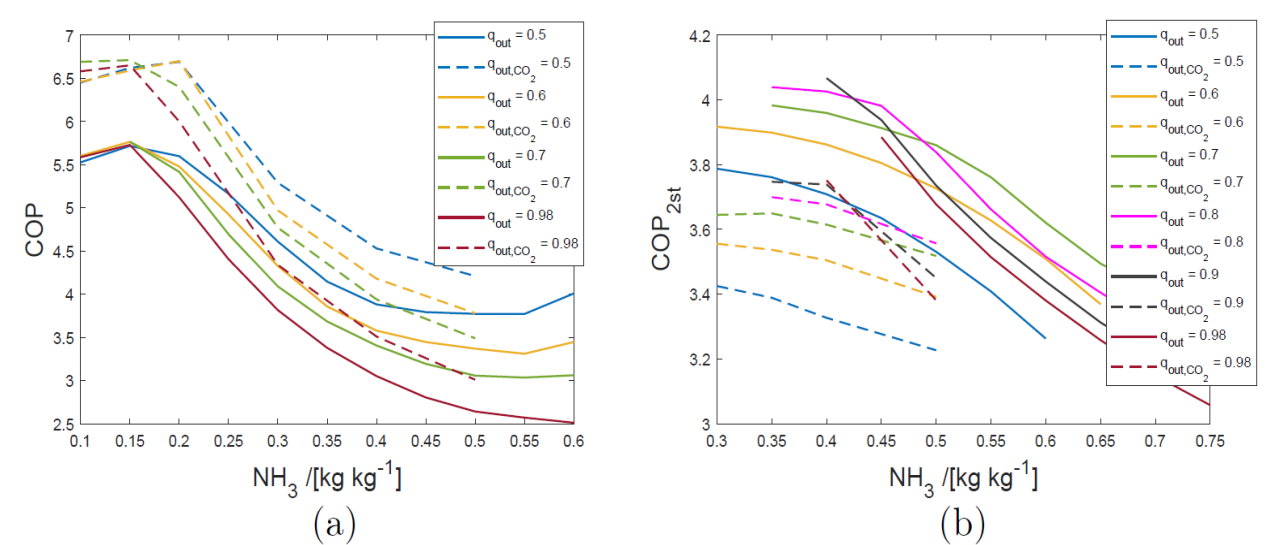 7
6.5
6
5.5
5
4.5
4
3.5
3
2.5
COP
0.1 0.15 0.2 0.25 0.3 0.35 0.4 0.45 0.5 0.55 0.6
NH3 /[kg kg-1]
qout = 0.5
qout,CO2 = 0.5
qout = 0.6
qout,CO2 = 0.6
qout = 0.7
qout,CO2 = 0.7
qout = 0.98
qout,CO2 = 0.98
(a)
4.2
4
3.8
3.6
3.4
3.2
3
COP2st
0.3 0.35 0.4 0.45 0.5 0.55 0.6 0.65 0.7 0.75
NH3 /[kg kg-1]
qout = 0.5
qout,CO2 = 0.5
qout = 0.6
qout,CO2 = 0.6
qout = 0.7
qout,CO2 = 0.7
qout = 0.8
qout,CO2 = 0.8
qout = 0.9
qout,CO2 = 0.9
qout = 0.98
qout,CO2 = 0.98
(b)